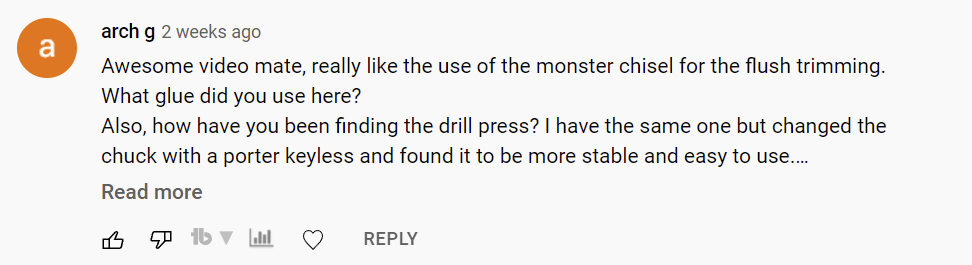 a
arch g 2 weeks ago
Awesome video mate, really like the use of the monster chisel for the flush trimming.
What glue did you use here?
Also, how have you been finding the drill press? I have the same one but changed the
chuck with a porter keyless and found it to be more stable and easy to use....
Read more
tb REPLY